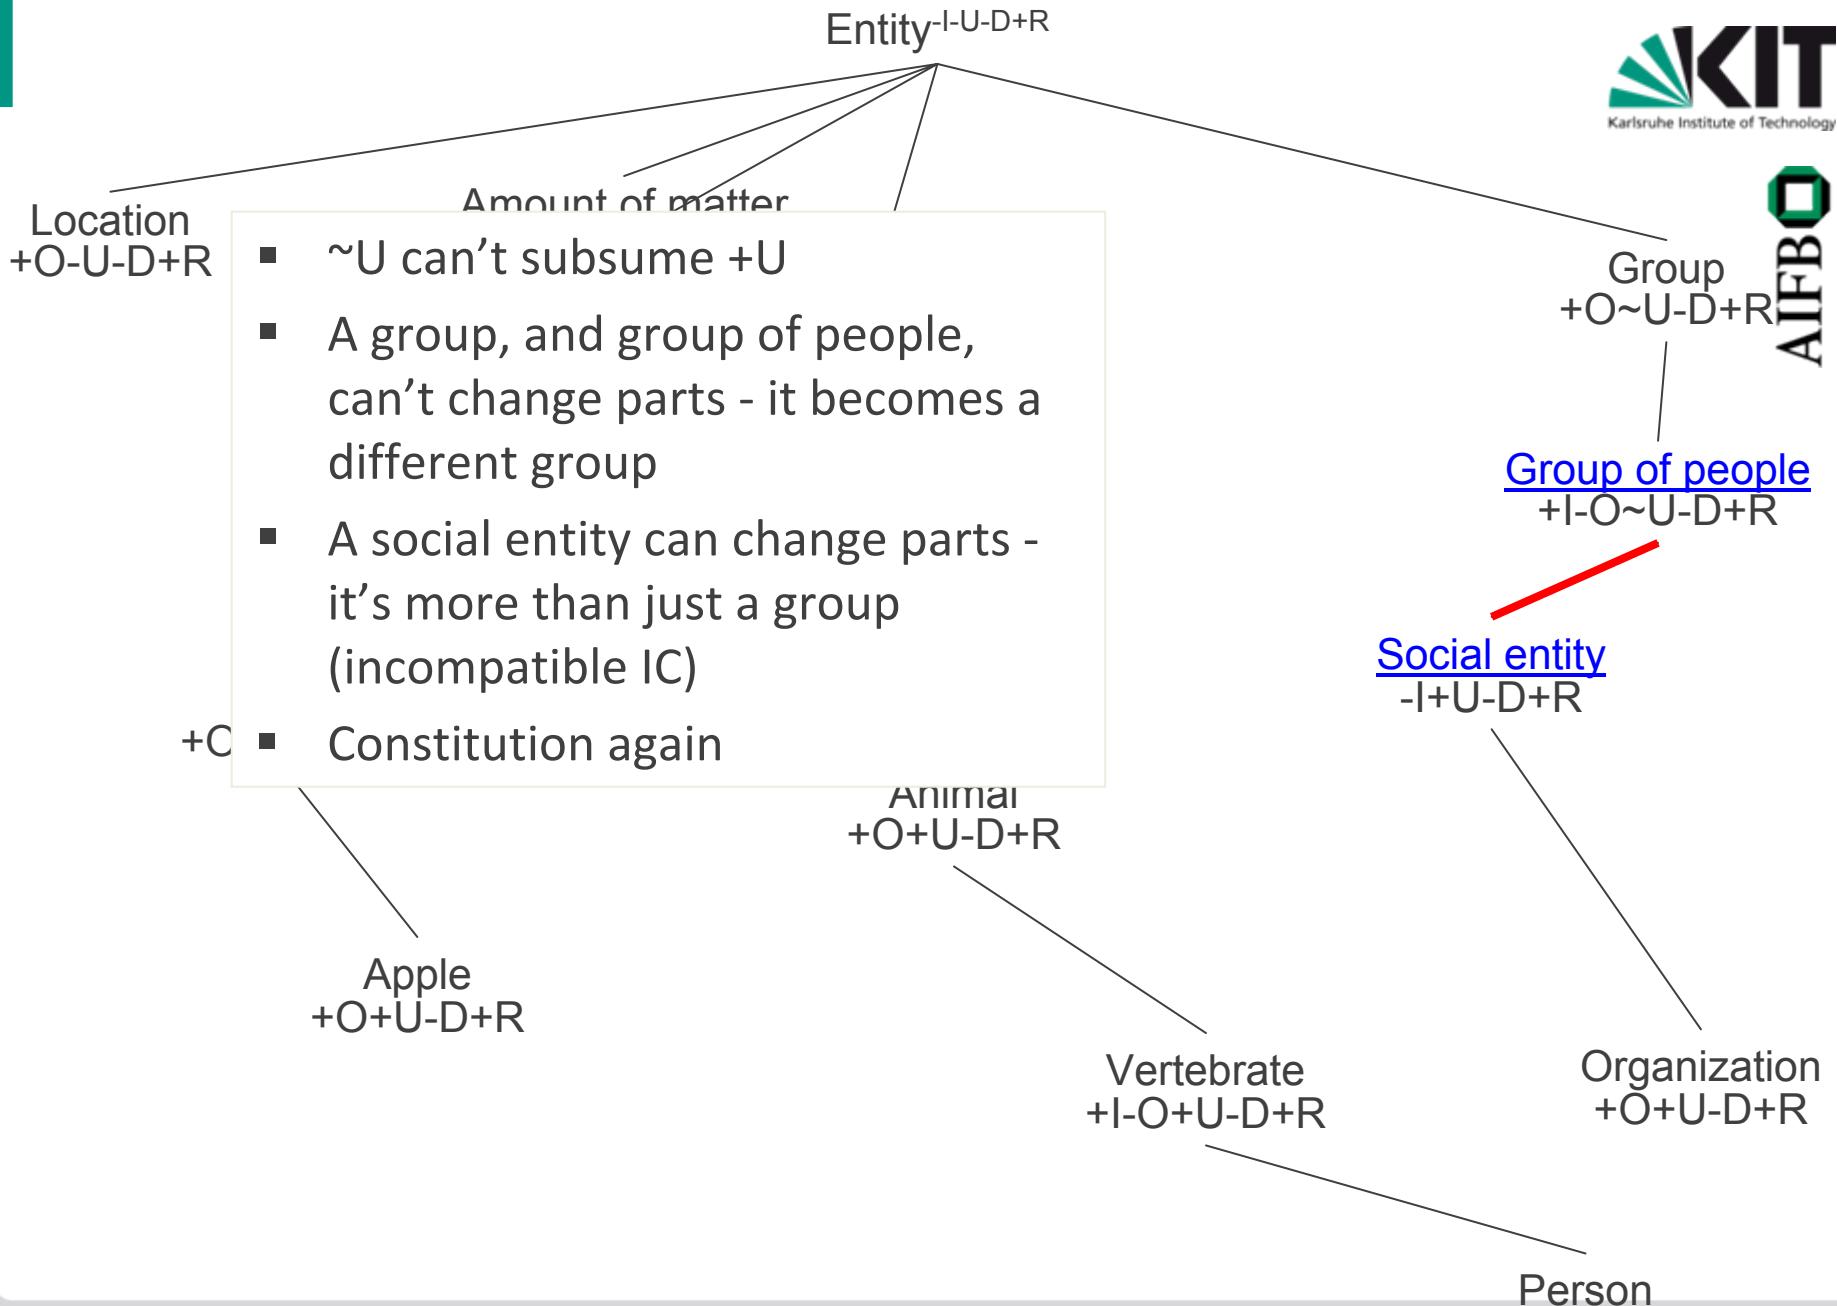 Entity-I-U-D+R
KIT
Karlsruhe Institute of Technology
AIFB
Location
+O-U-D+R
Amount of matter
Group
+O~U-D+R
▪ ~U can’t subsume +U
▪ A group, and group of people,
can’t change parts - it becomes a
different group
▪ A social entity can change parts -
it’s more than just a group
(incompatible IC)
▪ Constitution again
Group of people
+I-O~U-D+R
Social entity
-I+U-D+R
+O
Animal
+O+U-D+R
Apple
+O+U-D+R
Vertebrate
+I-O+U-D+R
Organization
+O+U-D+R
Person